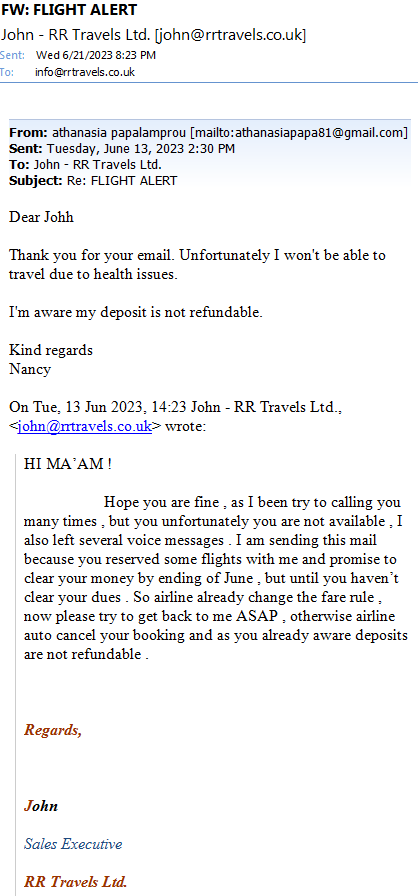 FW: FLIGHT ALERT
John - RR Travels Ltd. [john@rrtravels.co.uk]
Sent: Wed 6/21/2023 8:23 PM
To: info@rrtravels.co.uk
From: athanasia papalamprou [mailto:athanasiapapa81@gmail.com]
Sent: Tuesday, June 13, 2023 2:30 PM
To: John - RR Travels Ltd.
Subject: Re: FLIGHT ALERT
Dear Johh
Thank you for your email. Unfortunately I won't be able to
travel due to health issues.
I'm aware my deposit is not refundable.
Kind regards
Nancy
On Tue, 13 Jun 2023, 14:23 John - RR Travels Ltd.,
<john@rrtravels.co.uk> wrote:
HI MA’AM !
Hope you are fine , as I been try to calling you
many times , but you unfortunately you are not available , I
also left several voice messages . I am sending this mail
because you reserved some flights with me and promise to
clear your money by ending of June , but until you haven’t
clear your dues . So airline already change the fare rule ,
now please try to get back to me ASAP , otherwise airline
auto cancel your booking and as you already aware deposits
are not refundable .
Regards,
John
Sales Executive
RR Travels Ltd.